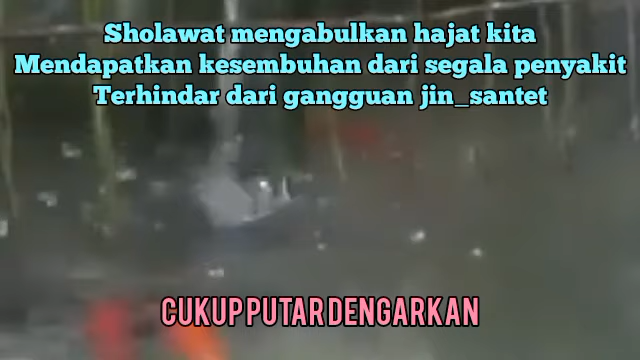 Sholawat mengabulkan hajat kita
Mendapatkan kesembuhan dari segala penyakit
Terhindar dari gangguan jin_santet
CUKUP PUTAR DENGARKAN